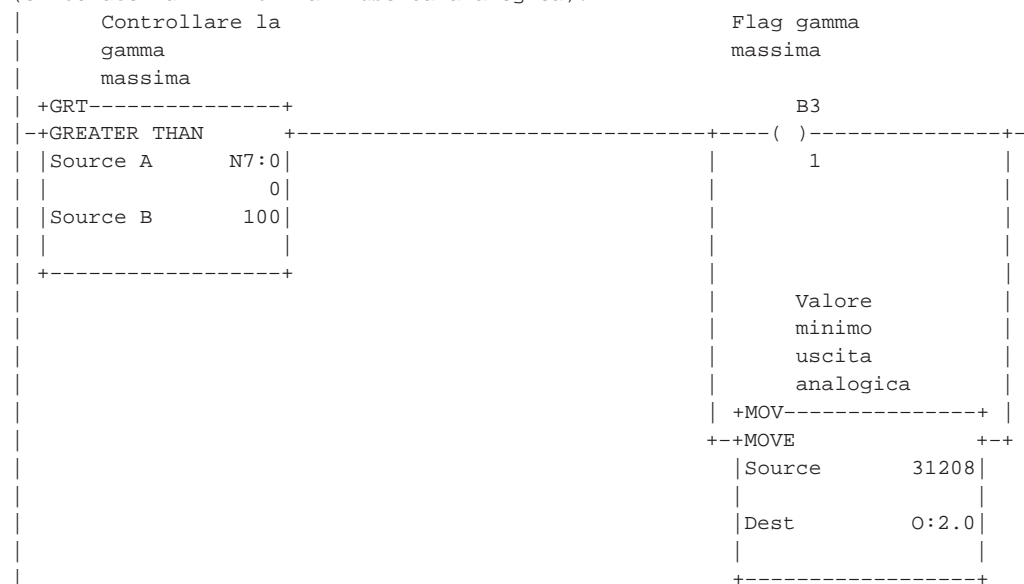 Controllare la Flag gamma
gamma massima
massima
+GRT---------------+ B3
-+GREATER THAN +--------------------------------+----( )---------------+-
|Source A N7:0| | 1 |
| 0| | |
|Source B 100| | |
| | | |
+------------------+ | |
| Valore |
| minimo |
| uscita |
| analogica |
| +MOV---------------+ |
+-+MOVE +-+
|Source 31208|
| |
|Dest O:2.0|
| |
+------------------+